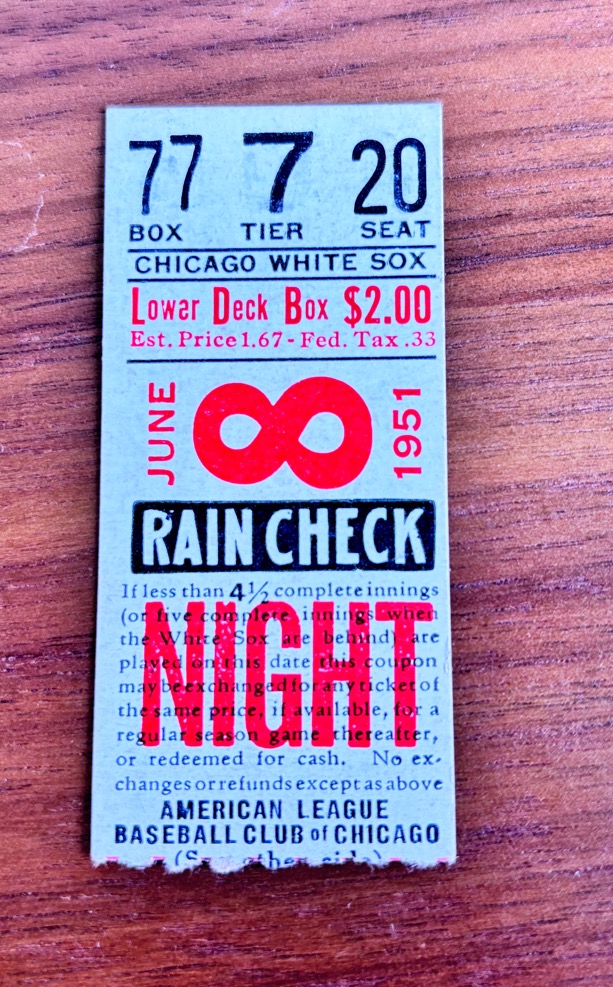 77 7 20
BOX TIER SEAT
CHICAGO WHITE SOX
Lower Deck Box $2.00
Est. Price 1.67 - Fed. Tax .33
JUNE 8 1951
RAIN CHECK
If less than 4½ complete innings
(or five complete innings when
the White Sox are behind) are
played on this date this coupon
may be exchanged for any ticket of
the same price, if available, for a
regular season game thereafter,
or redeemed for cash. No ex-
changes or refunds except as above
NIGHT
AMERICAN LEAGUE
BASEBALL CLUB of CHICAGO
(See other side)